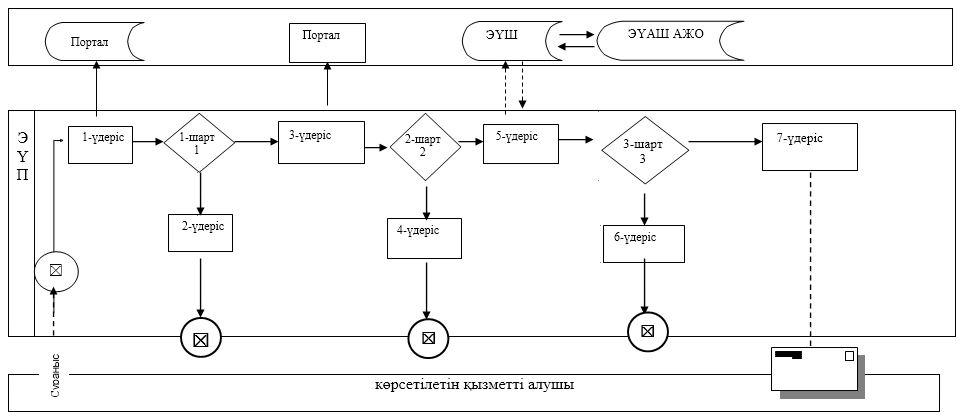 Портал
Портал
ЭҮШ
ЭҮАШ АЖО
Э
Ү
П
1-үдеріс
1-шарт
1
3-үдеріс
2-шарт
2
5-үдеріс
3-шарт
3
7-үдеріс
2-үдеріс
4-үдеріс
6-үдеріс
Сұраныс
көрсетілетін қызметті алушы